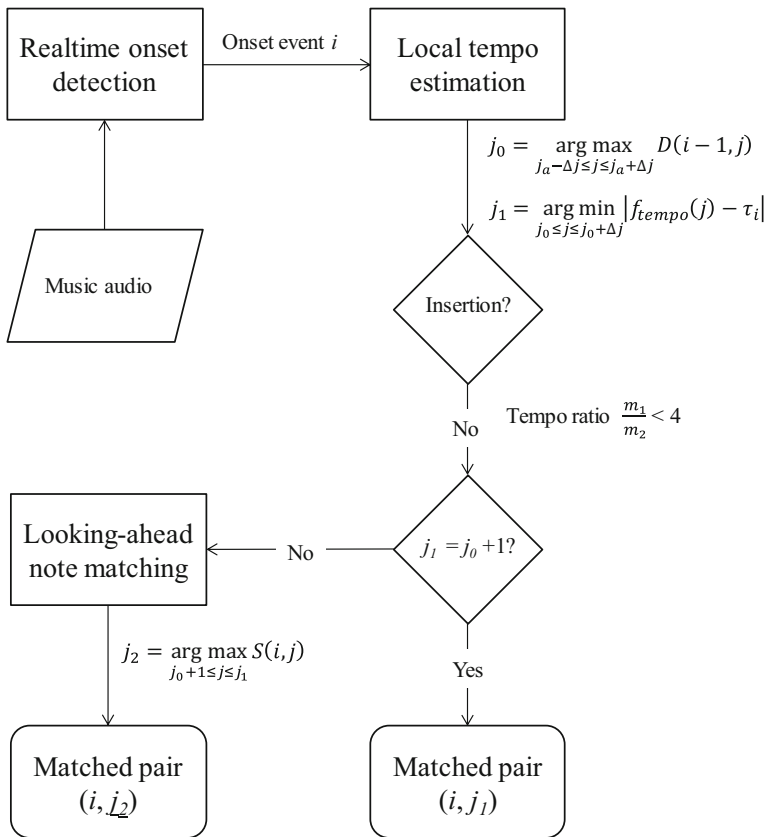 Realtime onset
detection
Onset event i
Local tempo
estimation
j₀ = arg max D(i − 1, j)
jₐ−Δj≤j≤jₐ+Δj
j₁ = arg min |f_tempo(j) − τᵢ|
j₀≤j≤j₀+Δj
Music audio
Insertion?
No
Tempo ratio m₁/m₂ < 4
Looking-ahead
note matching
No
j₁ = j₀ +1?
j₂ = arg max S(i, j)
j₀+1≤j≤j₁
Yes
Matched pair
(i, j₂)
Matched pair
(i, j₁)